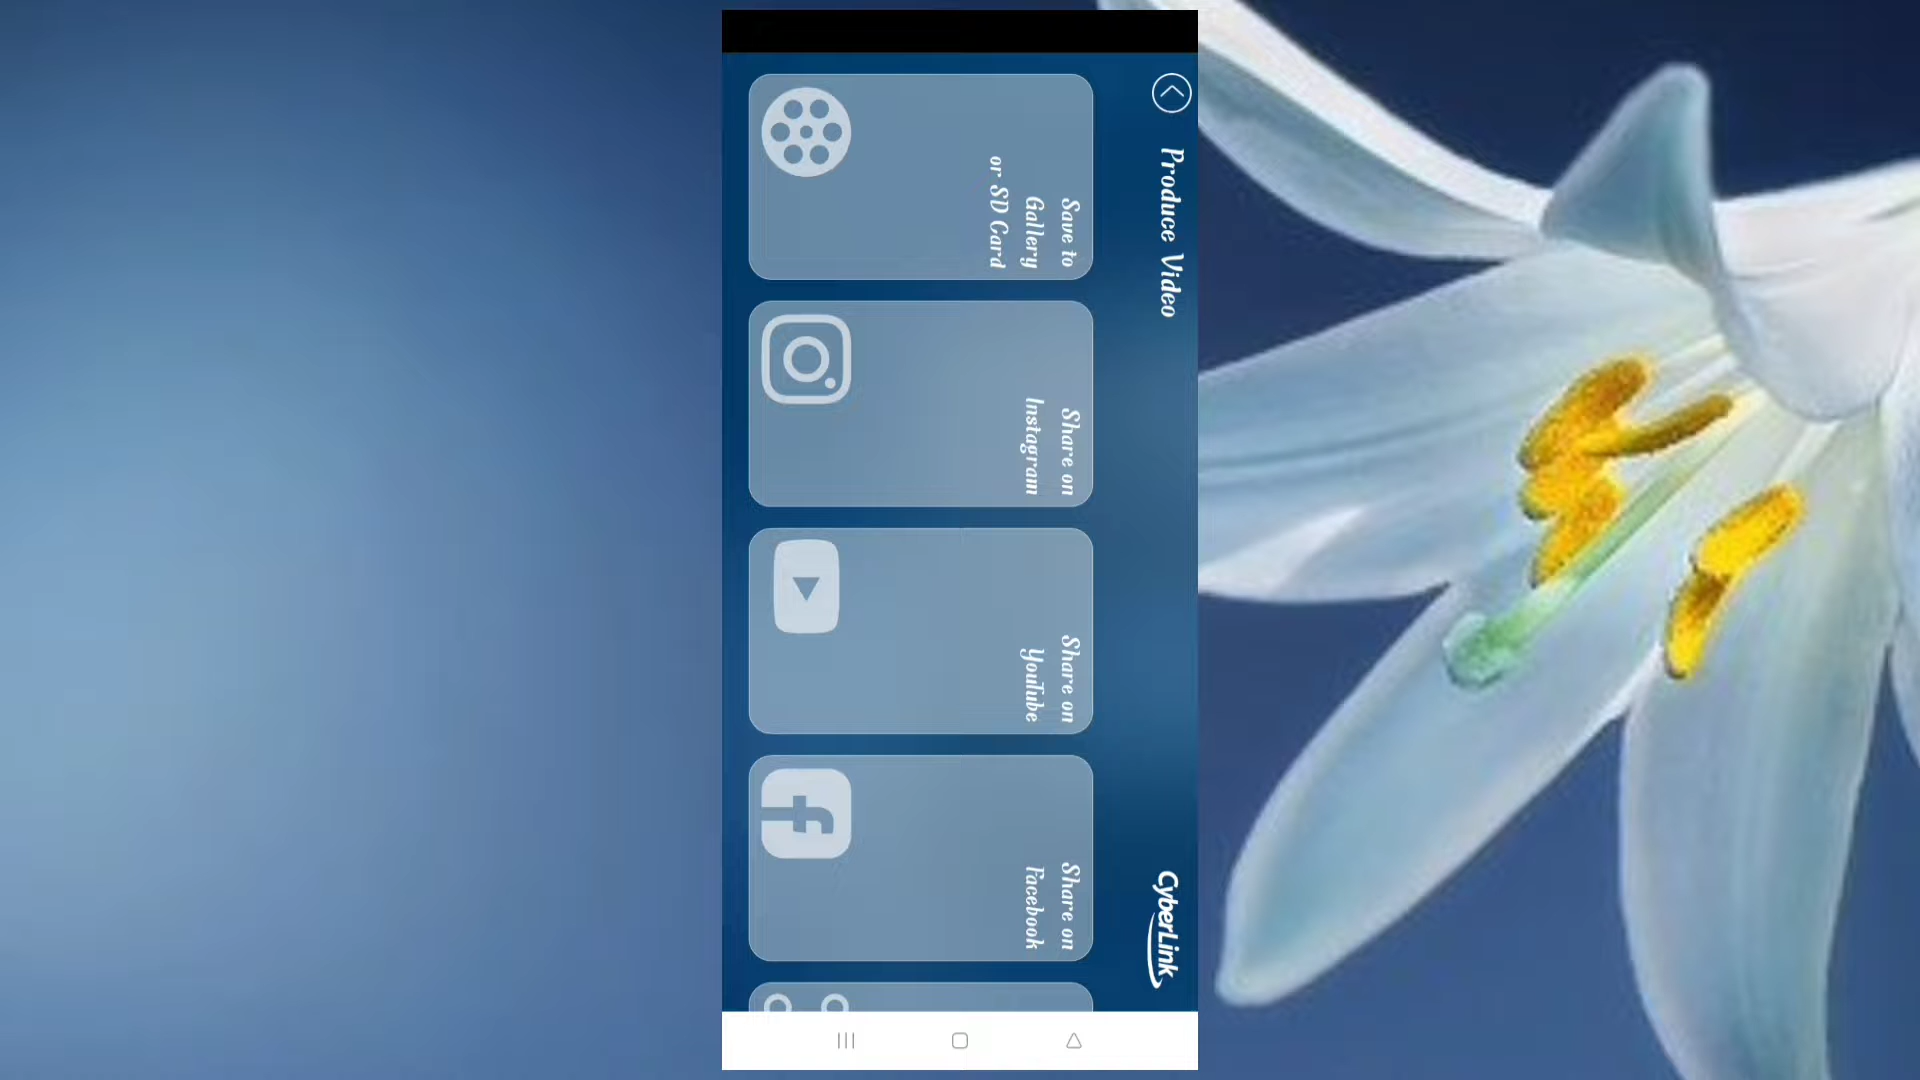 Produce Video
CyberLink
Save to
Gallery
or SD Card
Share on
Instagram
Share on
YouTube
Share on
Facebook